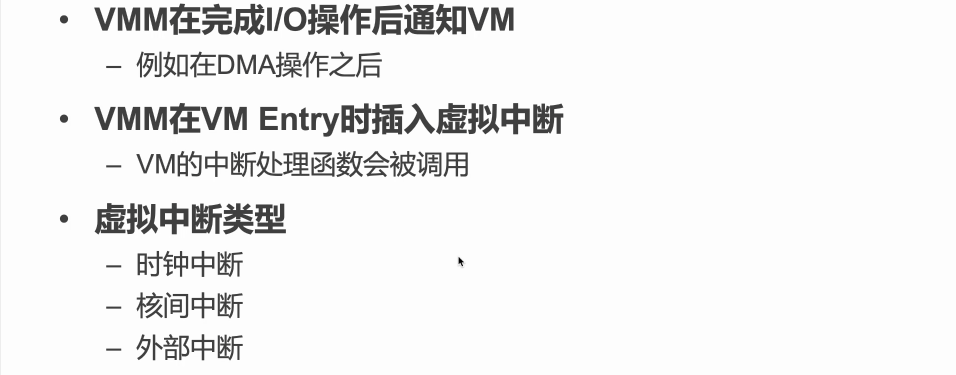 • VMM在完成I/O操作后通知VM
– 例如在DMA操作之后
• VMM在VM Entry时插入虚拟中断
– VM的中断处理函数会被调用
• 虚拟中断类型
– 时钟中断
– 核间中断
– 外部中断